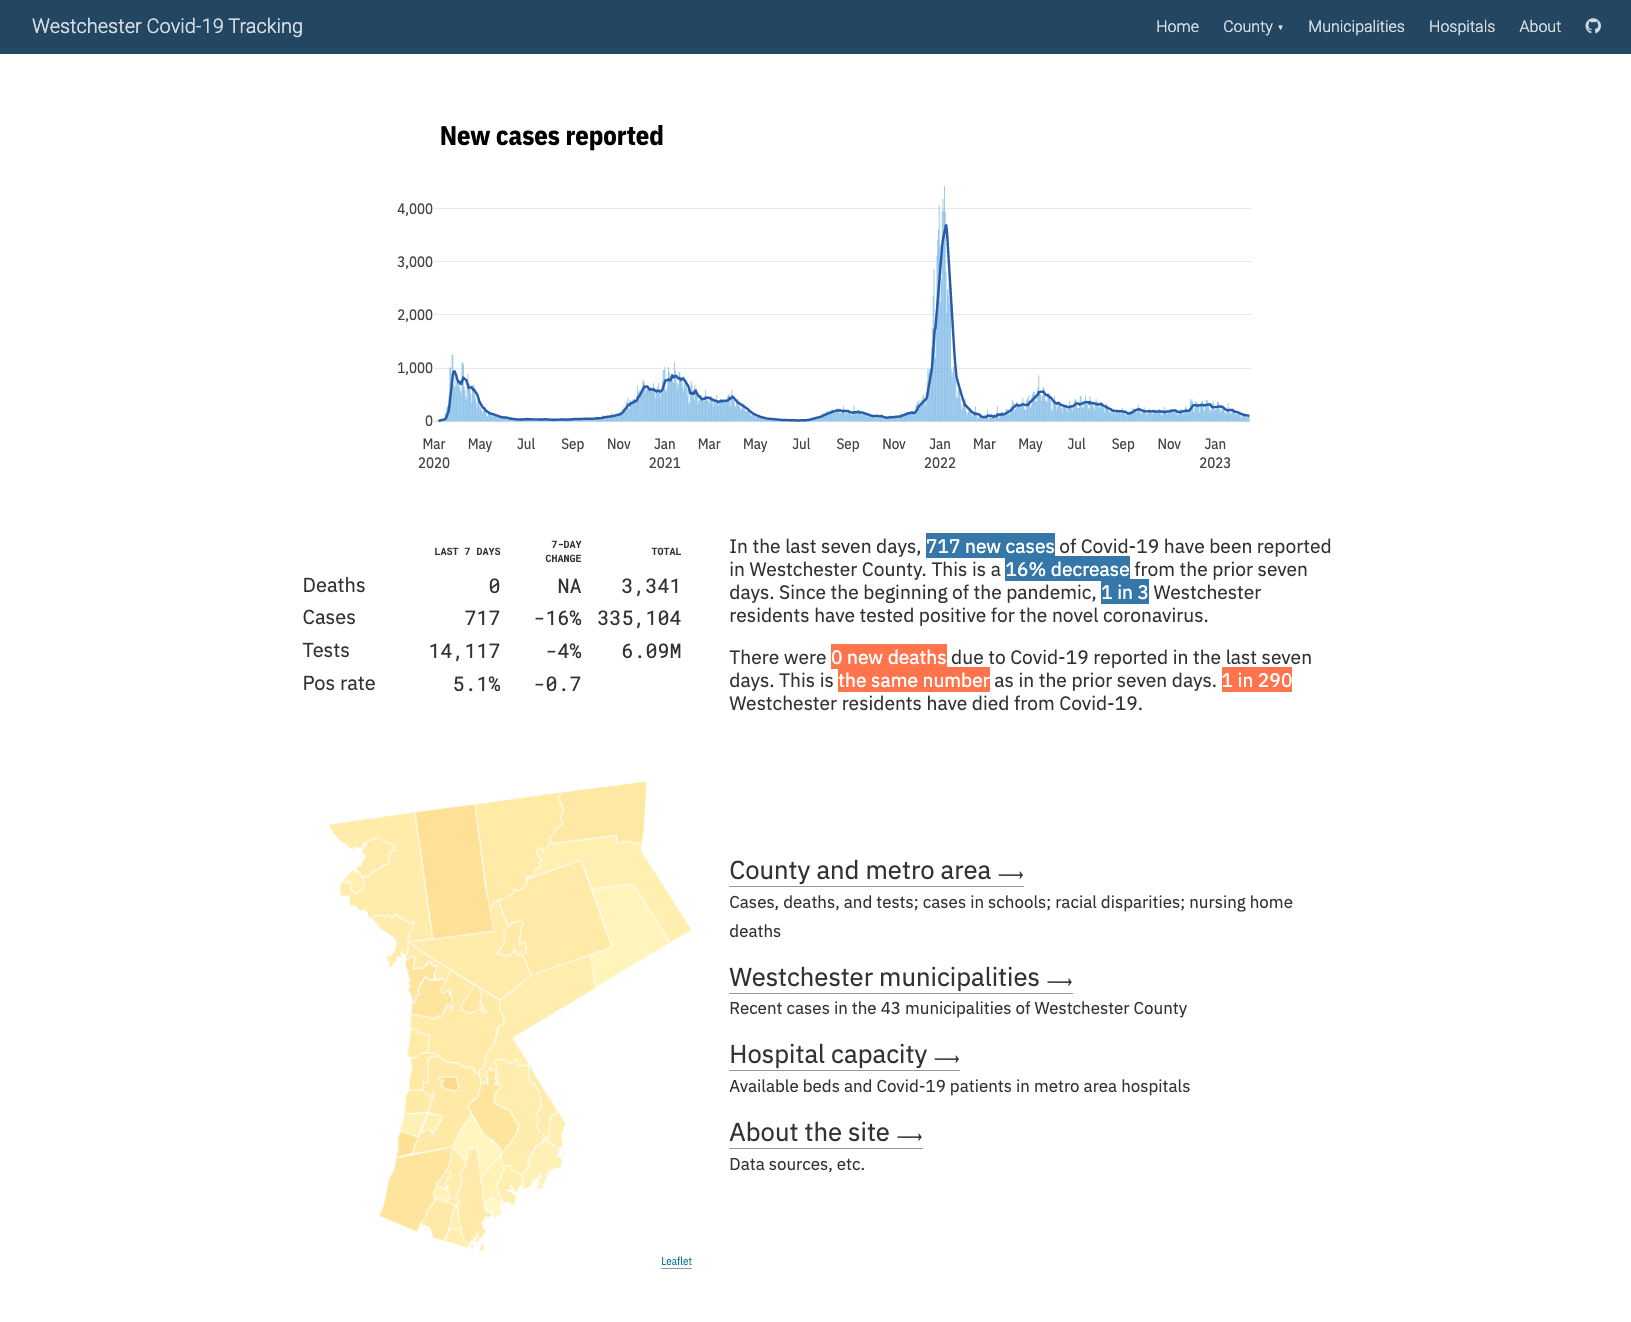 Westchester Covid-19 Tracking
Home County ▾ Municipalities Hospitals About
New cases reported
4,000
3,000
2,000
1,000
0
Mar May Jul Sep Nov Jan Mar May Jul Sep Nov Jan Mar May Jul Sep Nov Jan
2020 2021 2022 2023
LAST 7 DAYS 7-DAY CHANGE TOTAL
Deaths 0 NA 3,341
Cases 717 -16% 335,104
Tests 14,117 -4% 6.09M
Pos rate 5.1% -0.7
In the last seven days, 717 new cases of Covid-19 have been reported
in Westchester County. This is a 16% decrease from the prior seven
days. Since the beginning of the pandemic, 1 in 3 Westchester
residents have tested positive for the novel coronavirus.
There were 0 new deaths due to Covid-19 reported in the last seven
days. This is the same number as in the prior seven days. 1 in 290
Westchester residents have died from Covid-19.
County and metro area ⟶
Cases, deaths, and tests; cases in schools; racial disparities; nursing home
deaths
Westchester municipalities ⟶
Recent cases in the 43 municipalities of Westchester County
Hospital capacity ⟶
Available beds and Covid-19 patients in metro area hospitals
About the site ⟶
Data sources, etc.
Leaflet